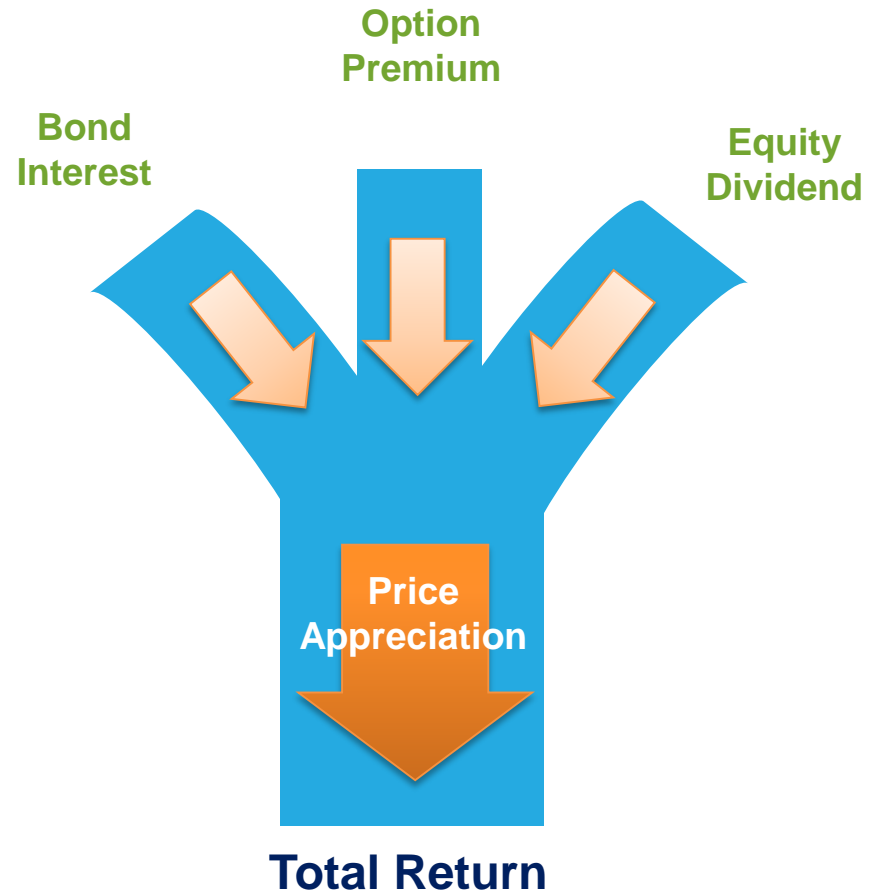 Option
Premium
Bond
Interest
Equity
Dividend
Price
Appreciation
Total Return